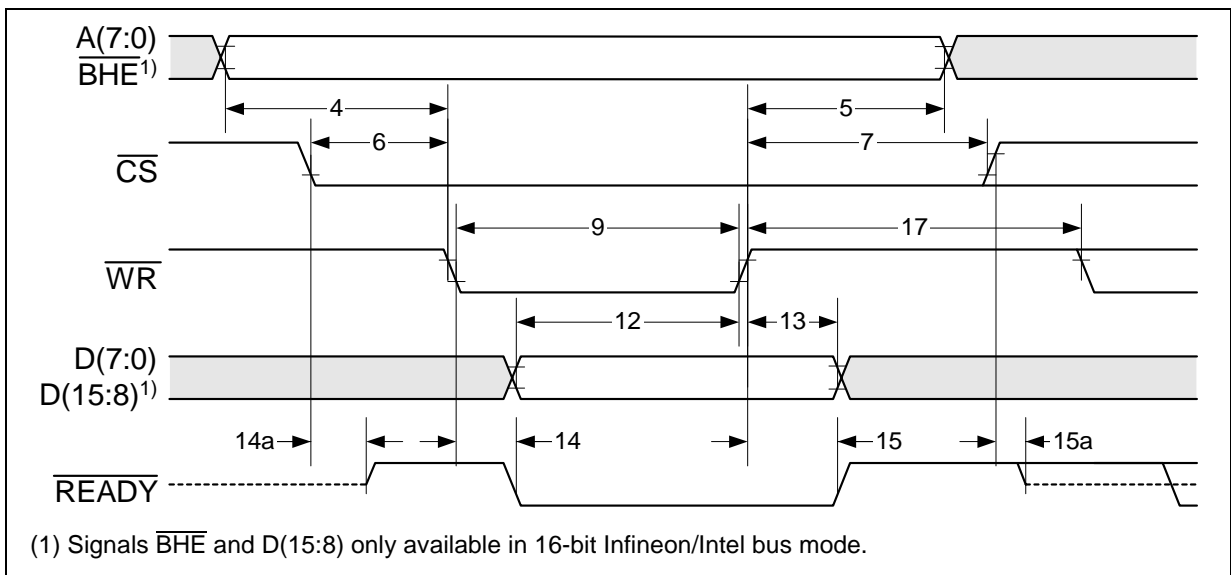 A(7:0)
BHE1)
4
5
6
7
CS
9
17
WR
12
13
D(7:0)
D(15:8)1)
14a
14
15
15a
READY
(1) Signals BHE and D(15:8) only available in 16-bit Infineon/Intel bus mode.